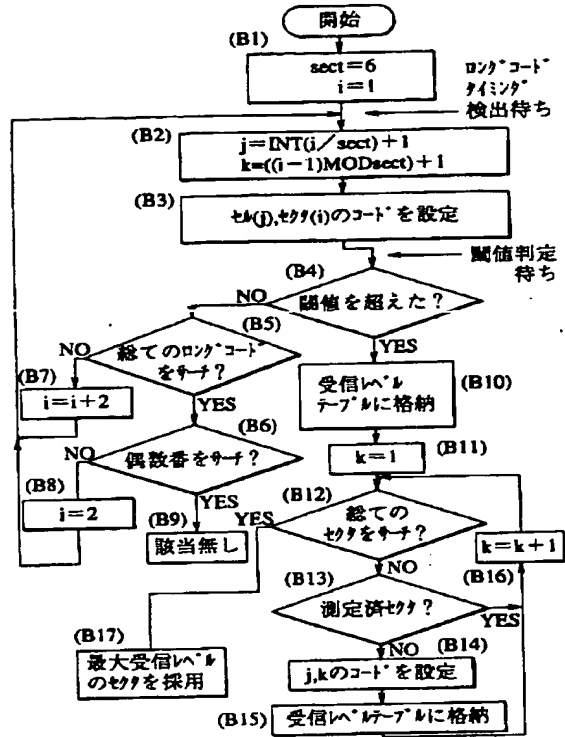 開始
(B1)
sect=6
i=1
ロングコード
タイミング
検出待ち
(B2)
j=INT(i/sect)+1
k=((i-1)MODsect)+1
(B3)
セル(j),セクタ(i)のコードを設定
閾値判定
待ち
(B4)
閾値を超えた?
NO
YES
(B5)
総てのロングコード
をサーチ?
NO
YES
(B7)
i=i+2
(B10)
受信レベル
テーブルに格納
(B6)
偶数番をサーチ?
NO
YES
(B11)
k=1
(B8)
i=2
(B9)
該当無し
(B12)
総ての
セクタをサーチ?
YES
NO
(B16)
k=k+1
(B13)
測定済セクタ?
YES
NO
(B17)
最大受信レベル
のセクタを採用
(B14)
j,kのコードを設定
(B15)
受信レベルテーブルに格納